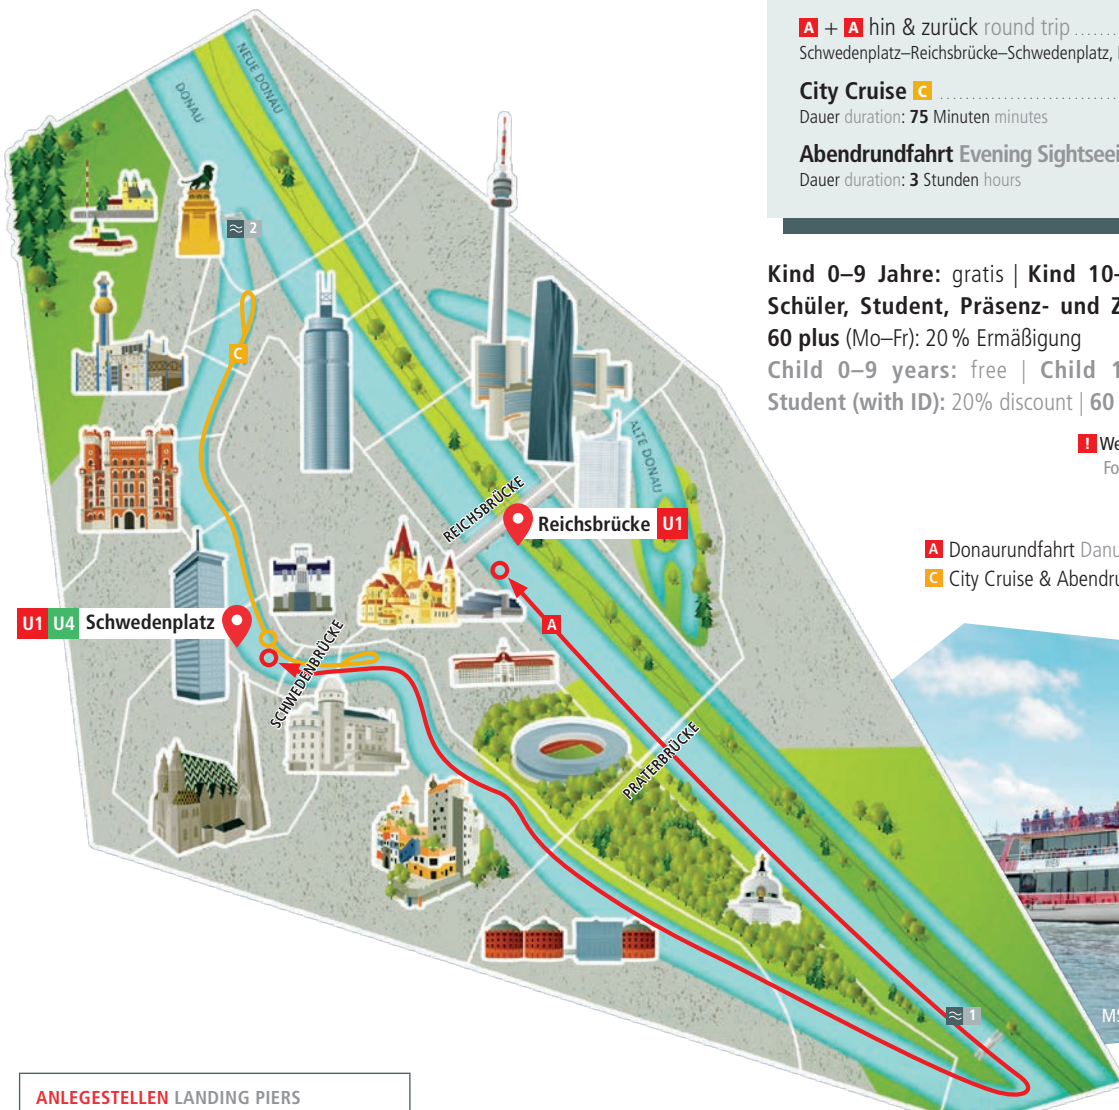 A + A hin & zurück round trip
Schwedenplatz–Reichsbrücke–Schwedenplatz,
City Cruise C
Dauer duration: 75 Minuten minutes
Abendrundfahrt Evening
Dauer duration: 3 Stunden hours
Kind 0–9 Jahre: gratis | Kind
Schüler, Student, Präsenz- und
60 plus (Mo–Fr): 20 % Ermäßigung
Child 0–9 years: free | Child
Student (with ID): 20% discount | 60
!
A Donaurundfahrt
C City Cruise &
DONAU
NEUE DONAU
2
C
ALTE DONAU
REICHSBRÜCKE
Reichsbrücke U1
A
U1 U4 Schwedenplatz
SCHWEDENBRÜCKE
PRATERBRÜCKE
1
ANLEGESTELLEN LANDING PIERS